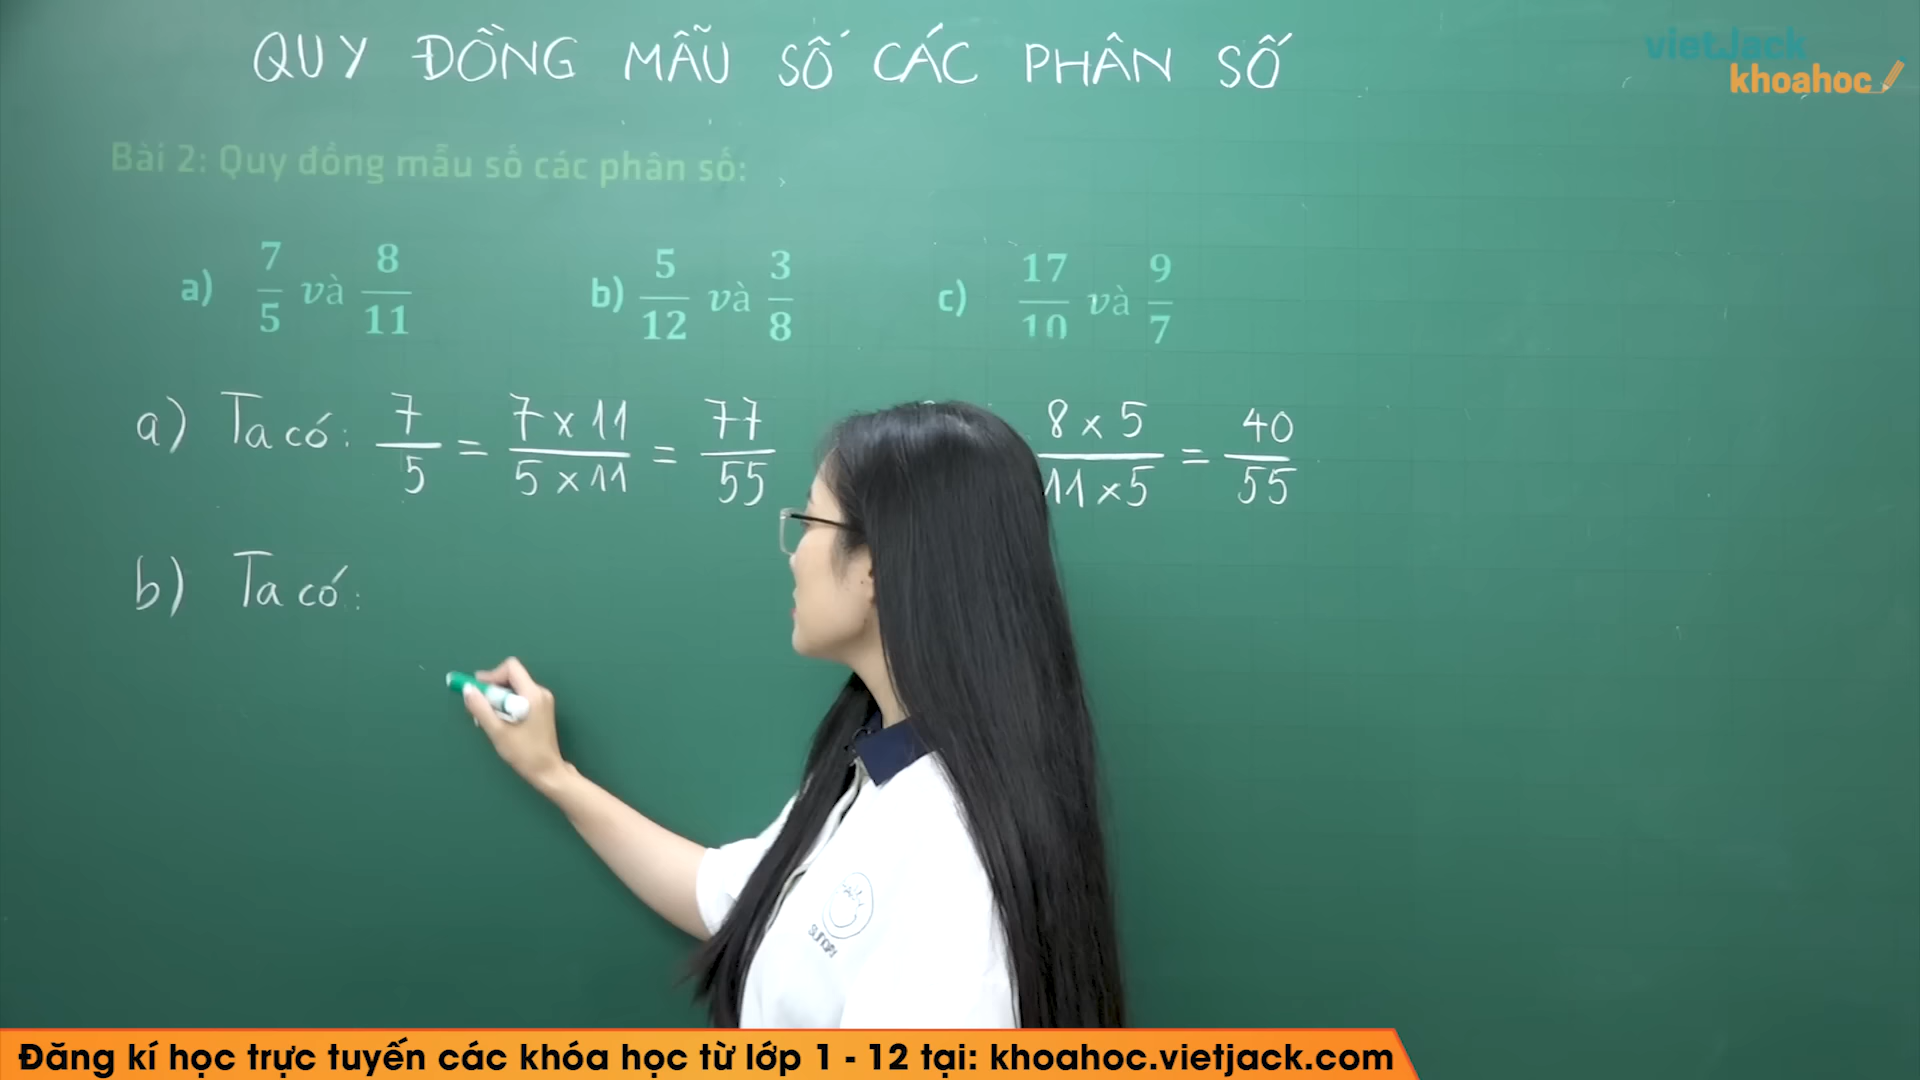 QUY ĐỒNG MẪU SỐ CÁC PHÂN SỐ
vietJack
khoahoc
Bài 2: Quy đồng mẫu số các phân số:
a) 7/5 và 8/11 b) 5/12 và 3/8 c) 17/10 và 9/7
a) Ta có: 7/5 = 7 x 11/5 x 11 = 77/55 8 x 5/11 x 5 = 40/55
b) Ta có:
SUNDAY
Đăng kí học trực tuyến các khóa học từ lớp 1 - 12 tại: khoahoc.vietjack.com